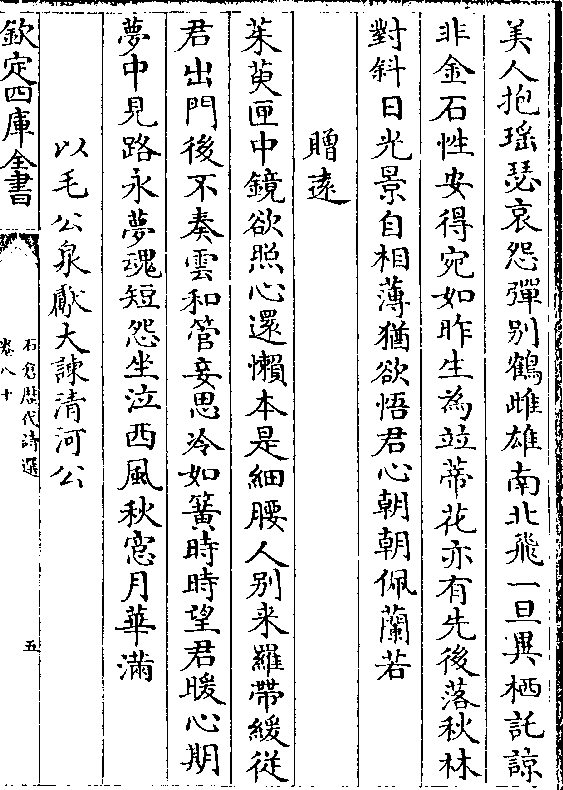 美人抱瑶瑟哀怨彈别鶴雌雄南北飛一旦異栖託諒
非金石性安得宛如昨生為竝蒂花亦有先後落秋林
對斜日光景自相薄猶欲悟君心朝朝佩蘭若
贈逺
茱萸匣中鏡欲照心還懶本是細腰人别来羅帶緩從
君出門後不奏雲和管妾思冷如簧時時望君暖心期
夢中見路永夢魂短怨坐泣西風秋窻月華滿
以毛公泉獻大諫清河公
欽定四庫全書
石倉歴代詩選
卷八十
五